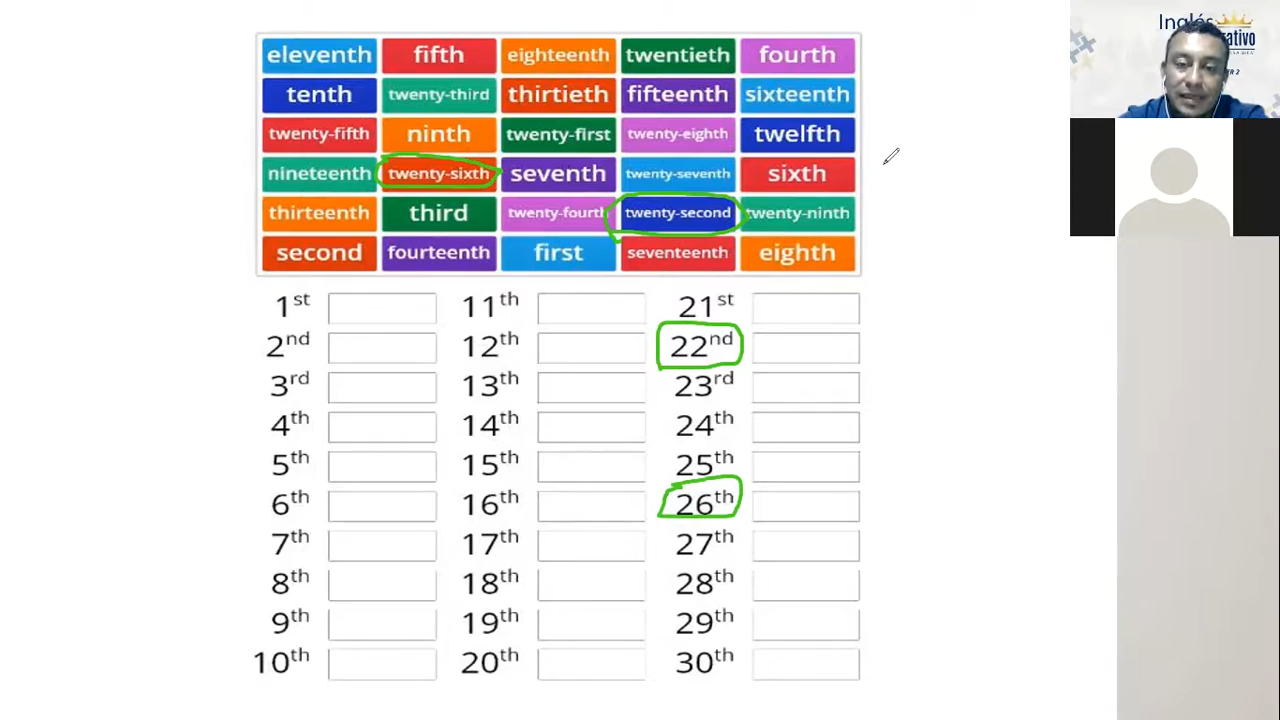 eleventh fifth eighteenth twentieth fourth
tenth twenty-third thirtieth fifteenth sixteenth
twenty-fifth ninth twenty-first twenty-eighth twelfth
nineteenth twenty-sixth seventh twenty-seventh sixth
thirteenth third twenty-fourth twenty-second twenty-ninth
second fourteenth first seventeenth eighth
1st 11th 21st
2nd 12th 22nd
3rd 13th 23rd
4th 14th 24th
5th 15th 25th
6th 16th 26th
7th 17th 27th
8th 18th 28th
9th 19th 29th
10th 20th 30th
Inglés